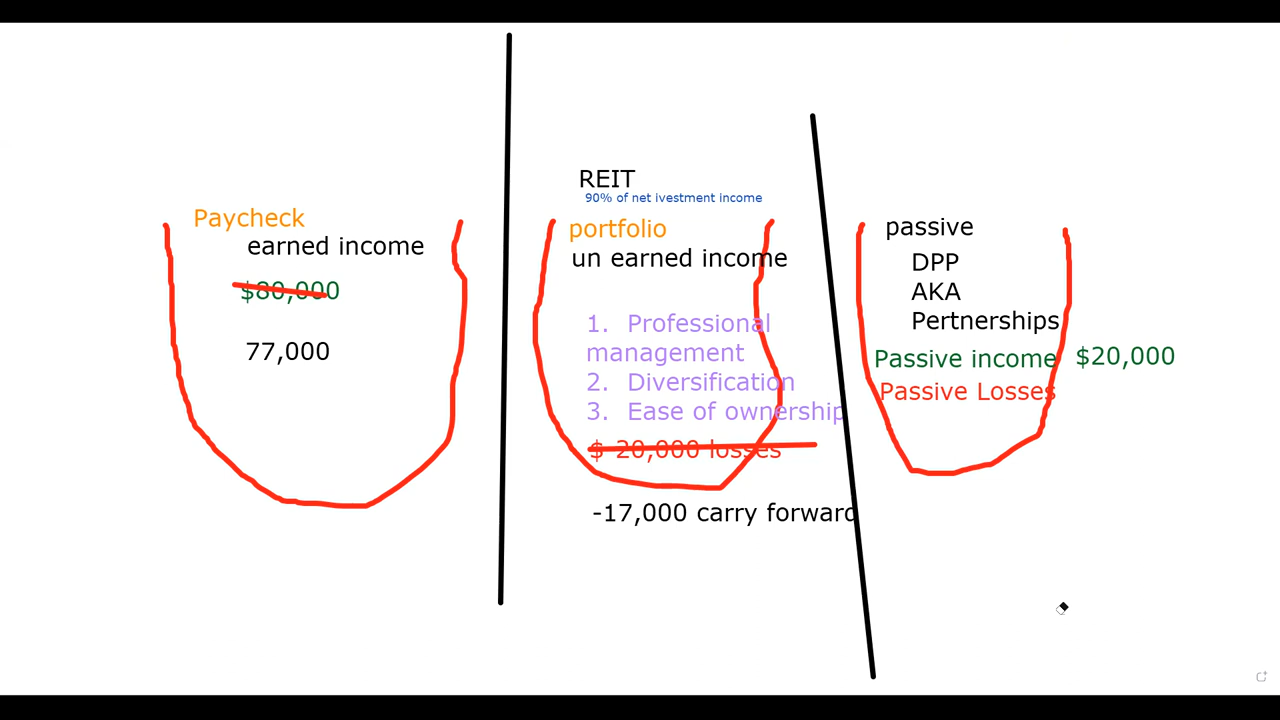 Paycheck
earned income
$80,000
77,000
REIT
90% of net ivestment income
portfolio
un earned income
1. Professional
management
2. Diversification
3. Ease of ownership
$ 20,000 losses
-17,000 carry forward
passive
DPP
AKA
Pertnerships
Passive income $20,000
Passive Losses